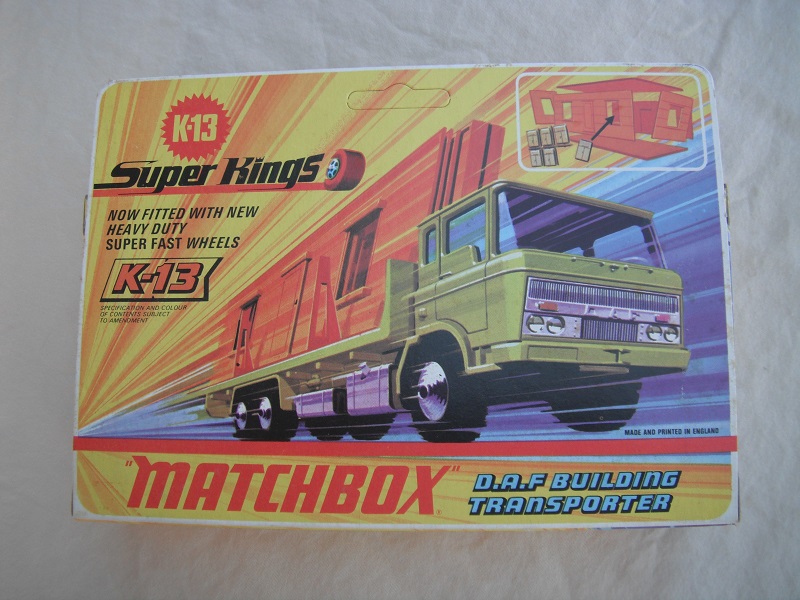 K-13
Super Kings
NOW FITTED WITH NEW
HEAVY DUTY
SUPER FAST WHEELS
K-13
SPECIFICATION AND COLOUR
OF CONTENTS SUBJECT
TO AMENDMENT
DAF
MADE AND PRINTED IN ENGLAND
"MATCHBOX"
D.A.F BUILDING
TRANSPORTER